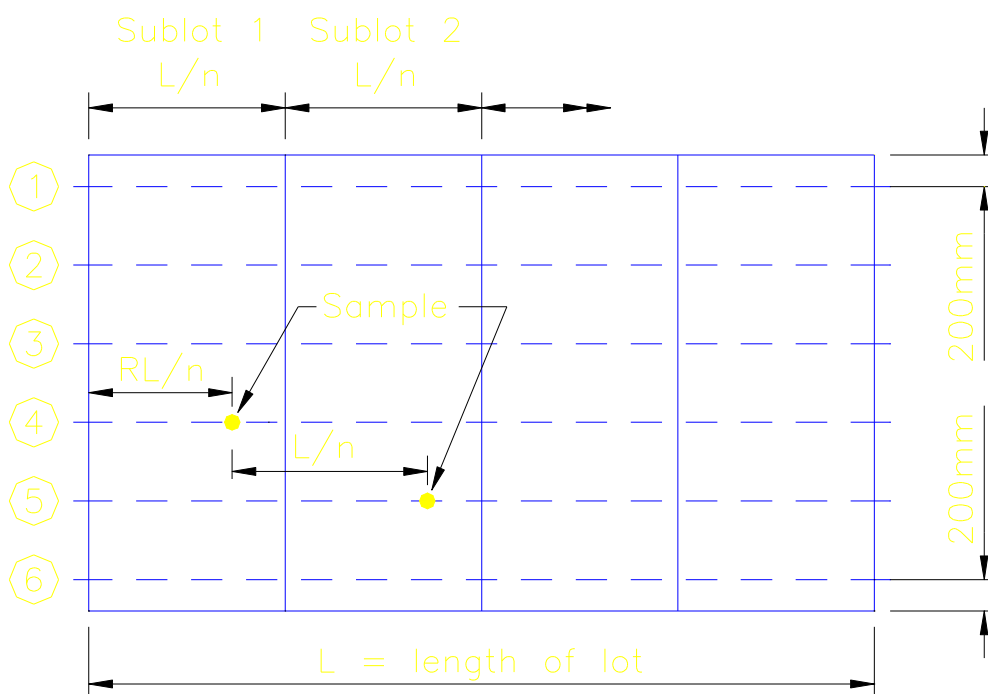 Sublot 1 Sublot 2
L/n L/n
1
2
200mm
Sample
3
RL/n
4
L/n
5
200mm
6
L = length of lot